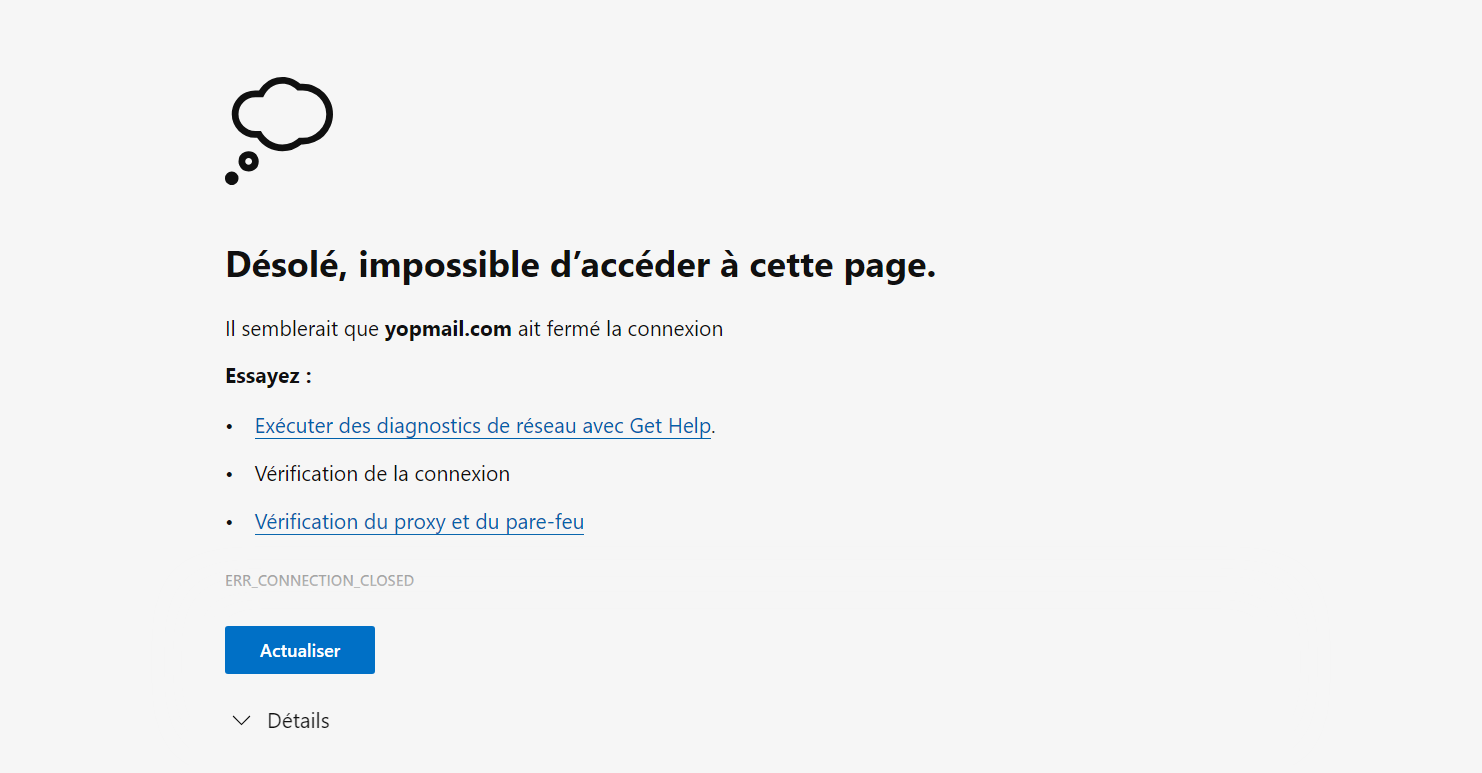 Désolé, impossible d’accéder à cette page.
Il semblerait que yopmail.com ait fermé la connexion
Essayez :
• Exécuter des diagnostics de réseau avec Get Help.
• Vérification de la connexion
• Vérification du proxy et du pare-feu
ERR_CONNECTION_CLOSED
Actualiser
Détails